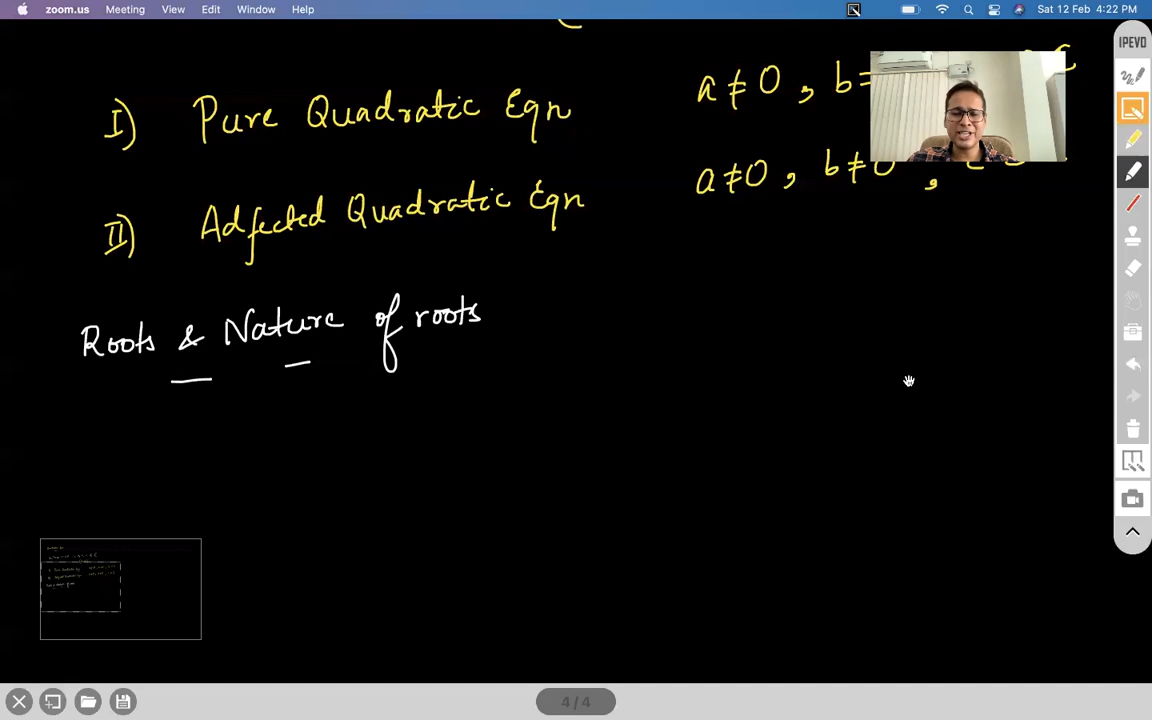 zoom.us Meeting View Edit Window Help Sat 12 Feb 4:22 PM
IPEVO
I) Pure Quadratic Eqn a≠0 , b=
II) Adfected Quadratic Eqn a≠0 , b≠0 ,
Roots & Nature of roots
4 / 4